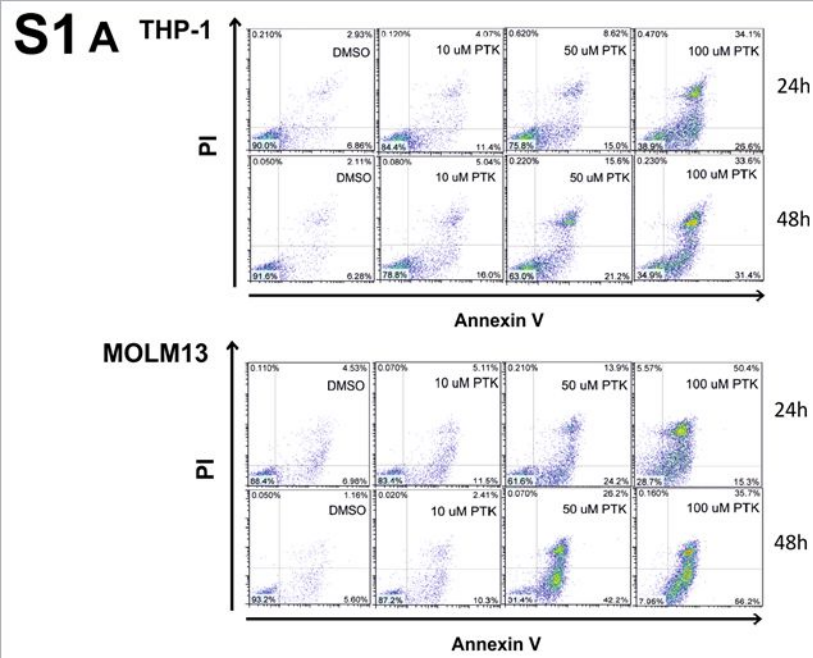 S1 A THP-1
0.210% 2.93% 0.120% 4.07% 0.620% 8.62% 0.470% 34.1%
DMSO 10 uM PTK 50 uM PTK 100 uM PTK
24h
90.0% 6.86% 84.4% 11.4% 75.8% 15.0% 38.9% 26.6%
PI
0.050% 2.11% 0.080% 5.04% 0.220% 15.6% 0.230% 33.6%
DMSO 10 uM PTK 50 uM PTK 100 uM PTK
48h
91.6% 6.28% 78.8% 16.0% 63.0% 21.2% 34.9% 31.4%
Annexin V
MOLM13
0.110% 4.53% 0.070% 5.11% 0.210% 13.9% 5.57% 50.4%
DMSO 10 uM PTK 50 uM PTK 100 uM PTK
24h
88.4% 6.98% 83.4% 11.5% 61.6% 24.2% 28.7% 15.3%
PI
0.050% 1.16% 0.020% 2.41% 0.070% 26.2% 0.160% 35.7%
DMSO 10 uM PTK 50 uM PTK 100 uM PTK
48h
93.2% 5.60% 87.2% 10.3% 31.4% 42.2% 7.96% 56.2%
Annexin V